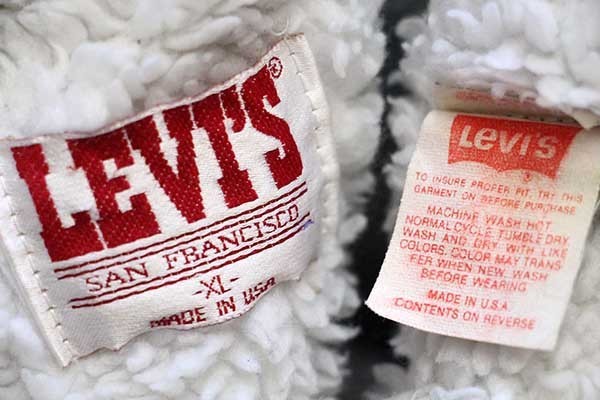 LEVI'S®
SAN FRANCISCO
-XL-
MADE IN USA
Levi's
®
TO INSURE PROPER FIT, TRY THIS
GARMENT ON BEFORE PURCHASE
MACHINE WASH HOT
NORMAL CYCLE TUMBLE DRY
WASH AND DRY WITH LIKE
COLORS. COLOR MAY TRANS
FER WHEN NEW. WASH
BEFORE WEARING
MADE IN U.S.A.
CONTENTS ON REVERSE